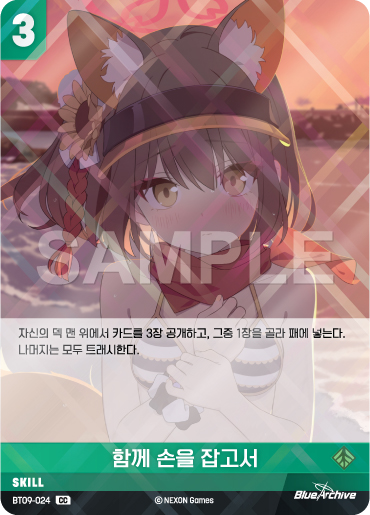 3
SAMPLE
자신의 덱 맨 위에서 카드를 3장 공개하고, 그중 1장을 골라 패에 넣는다.
나머지는 모두 트래시한다.
함께 손을 잡고서
SKILL
BT09-024 CC
© NEXON Games
BlueArchive